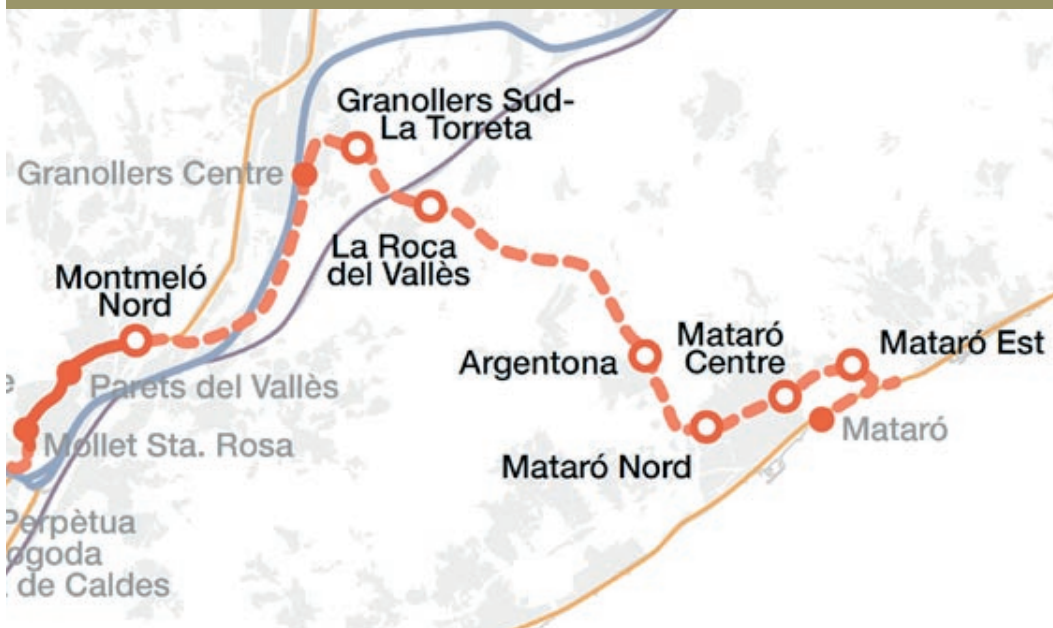 Granollers Sud-
La Torreta
Granollers Centre
La Roca
del Vallès
Montmeló
Nord
Mataró
Centre
Mataró Est
Argentona
Parets del Vallès
Mataró
Mollet Sta. Rosa
Mataró Nord
de Caldes